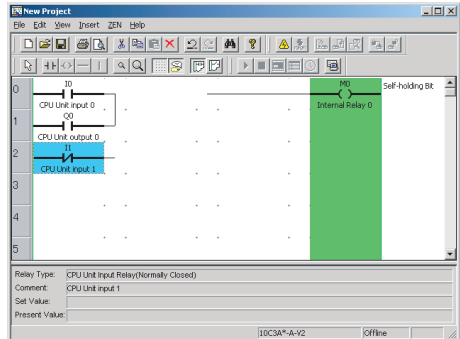 New Project
File Edit View Insert ZEN Help
0
I0
M0
Self-holding Bit
CPU Unit input 0
Internal Relay 0
1
Q0
CPU Unit output 0
2
I1
CPU Unit input 1
3
4
5
Relay Type: CPU Unit Input Relay(Normally Closed)
Comment: CPU Unit input 1
Set Value:
Present Value:
10C3A*-A-V2
Offline